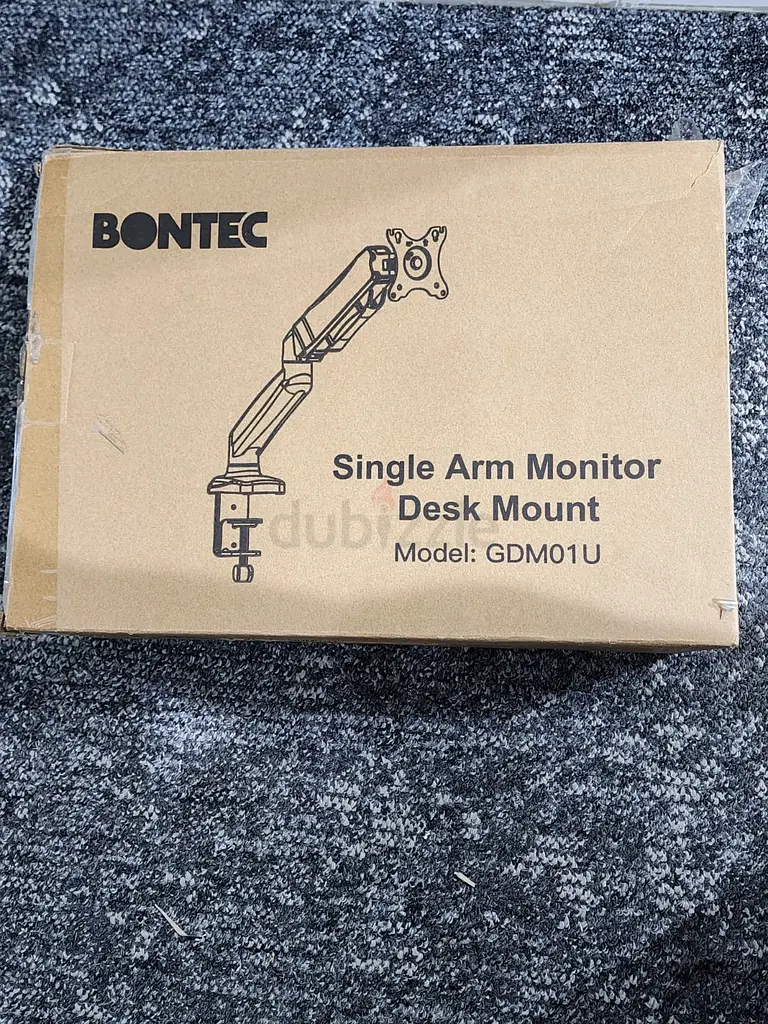 BONTEC
Single Arm Monitor
Desk Mount
dubizzle
Model: GDM01U